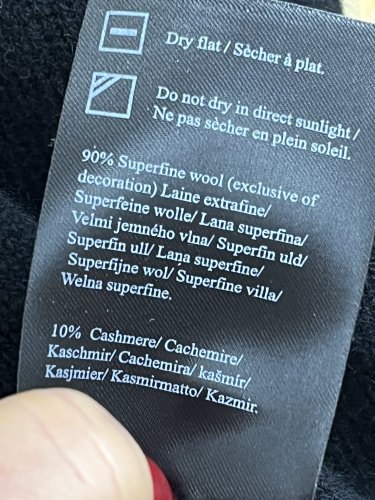 Dry flat / Sècher à plat.
Do not dry in direct sunlight /
Ne pas sècher en plein soleil.
90% Superfine wool (exclusive of
decoration) Laine extrafine/
Superfeine wolle/ Lana superfina/
Velmi jemného vlna/ Superfin uld/
Superfin ull/ Lana superfine/
Superfijne wol/ Superfine villa/
Welna superfine.
10% Cashmere/ Cachemire/
Kaschmir/ Cachemira/ kašmír/
Kasjmier/ Kasmirmatto/ Kazmir.